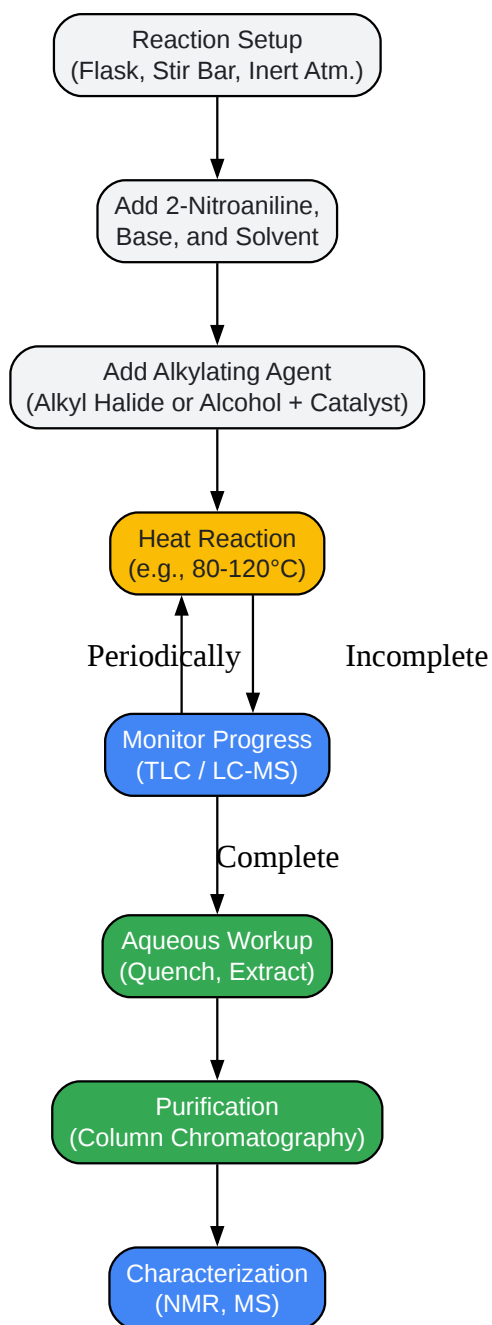 Reaction Setup
(Flask, Stir Bar, Inert Atm.)
Add 2-Nitroaniline,
Base, and Solvent
Add Alkylating Agent
(Alkyl Halide or Alcohol + Catalyst)
Heat Reaction
(e.g., 80-120°C)
Periodically
Incomplete
Monitor Progress
(TLC / LC-MS)
Complete
Aqueous Workup
(Quench, Extract)
Purification
(Column Chromatography)
Characterization
(NMR, MS)